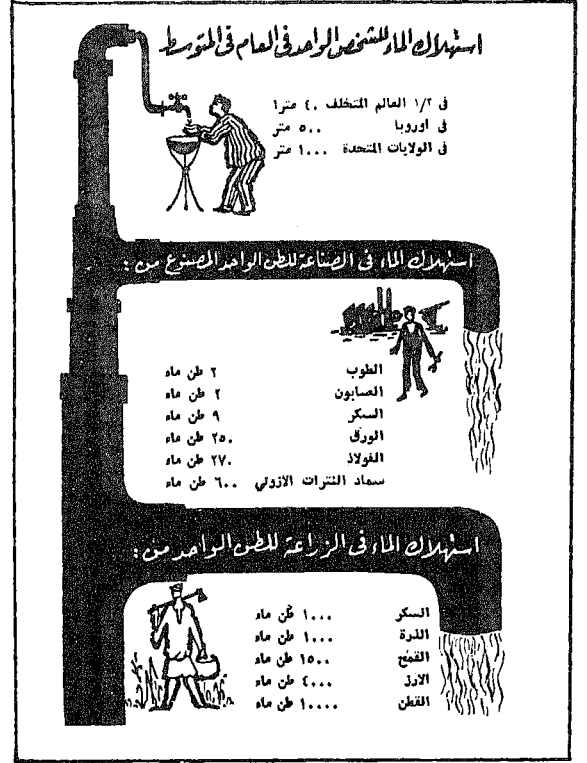 استهلاك الماء للشخص الواحد في العام في المتوسط
في ١/٢ العالم المتخلف ٤٠ مترا
في اوروبا ٥٠٠ متر
في الولايات المتحدة ١٠٠٠ متر
استهلاك الماء في الصناعة للطن الواحد المصنوع من :
الطوب ٢ طن ماء
الصابون ٢ طن ماء
السكر ٩ طن ماء
الورق ٢٥٠ طن ماء
الفولاذ ٢٧٠ طن ماء
سماد النترات الازوتي ٦٠٠ طن ماء
استهلاك الماء في الزراعة للطن الواحد من :
السكر ١٠٠٠ طن ماء
الذرة ١٠٠٠ طن ماء
القمح ١٥٠٠ طن ماء
الارز ٤٠٠٠ طن ماء
القطن ١٠٠٠٠ طن ماء